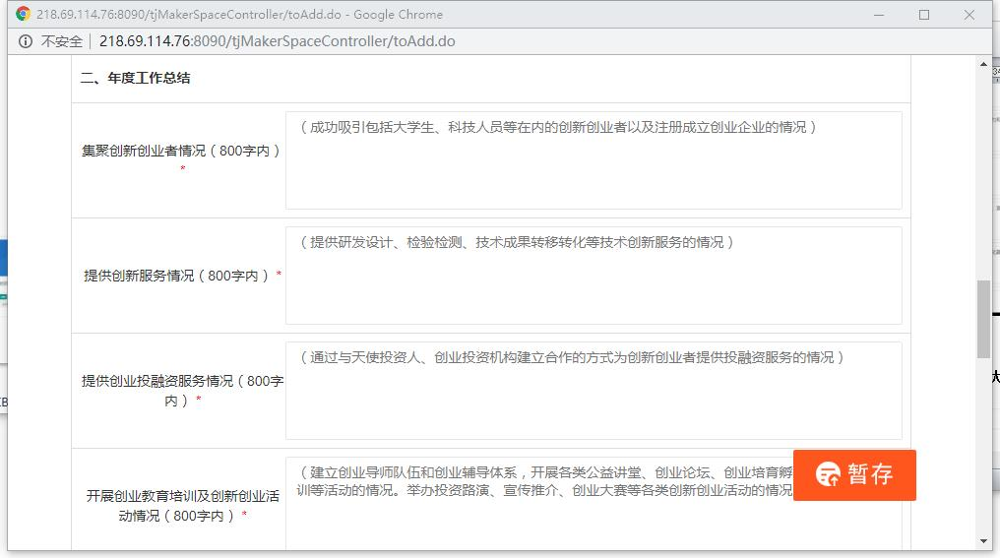 218.69.114.76:8090/tjMakerSpaceController/toAdd.do - Google Chrome
不安全 | 218.69.114.76:8090/tjMakerSpaceController/toAdd.do
二、年度工作总结
集聚创新创业者情况（800字内）
*
（成功吸引包括大学生、科技人员等在内的创新创业者以及注册成立创业企业的情况）
提供创新服务情况（800字内）*
（提供研发设计、检验检测、技术成果转移转化等技术创新服务的情况）
提供创业投融资服务情况（800字
内）*
（通过与天使投资人、创业投资机构建立合作的方式为创新创业者提供投融资服务的情况）
开展创业教育培训及创新创业活
动情况（800字内）*
（建立创业导师队伍和创业辅导体系，开展各类公益讲堂、创业论坛、创业培育孵
训等活动的情况。举办投资路演、宣传推介、创业大赛等各类创新创业活动的情况
暂存